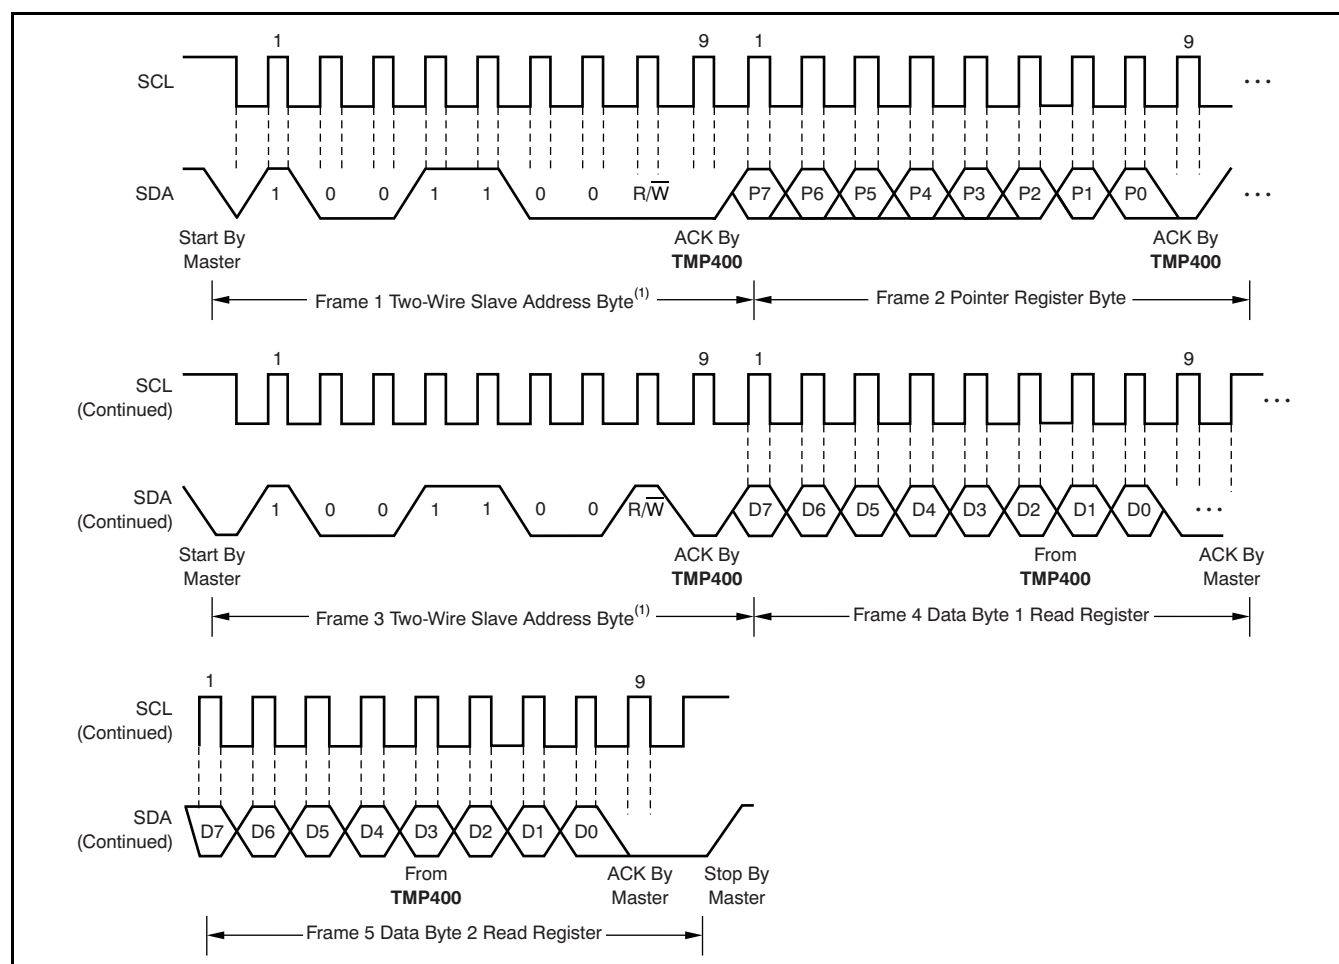 1 9 1 9
SCL ...
SDA 1 0 0 1 1 0 0 R/W̅ P7 P6 P5 P4 P3 P2 P1 P0 ...
Start By Master
ACK By TMP400
ACK By TMP400
Frame 1 Two-Wire Slave Address Byte(1)
Frame 2 Pointer Register Byte
1 9 1 9
SCL (Continued) ...
SDA (Continued) 1 0 0 1 1 0 0 R/W̅ D7 D6 D5 D4 D3 D2 D1 D0 ...
Start By Master
ACK By TMP400
From TMP400
ACK By Master
Frame 3 Two-Wire Slave Address Byte(1)
Frame 4 Data Byte 1 Read Register
1 9
SCL (Continued)
SDA (Continued) D7 D6 D5 D4 D3 D2 D1 D0
From TMP400
ACK By Master
Stop By Master
Frame 5 Data Byte 2 Read Register